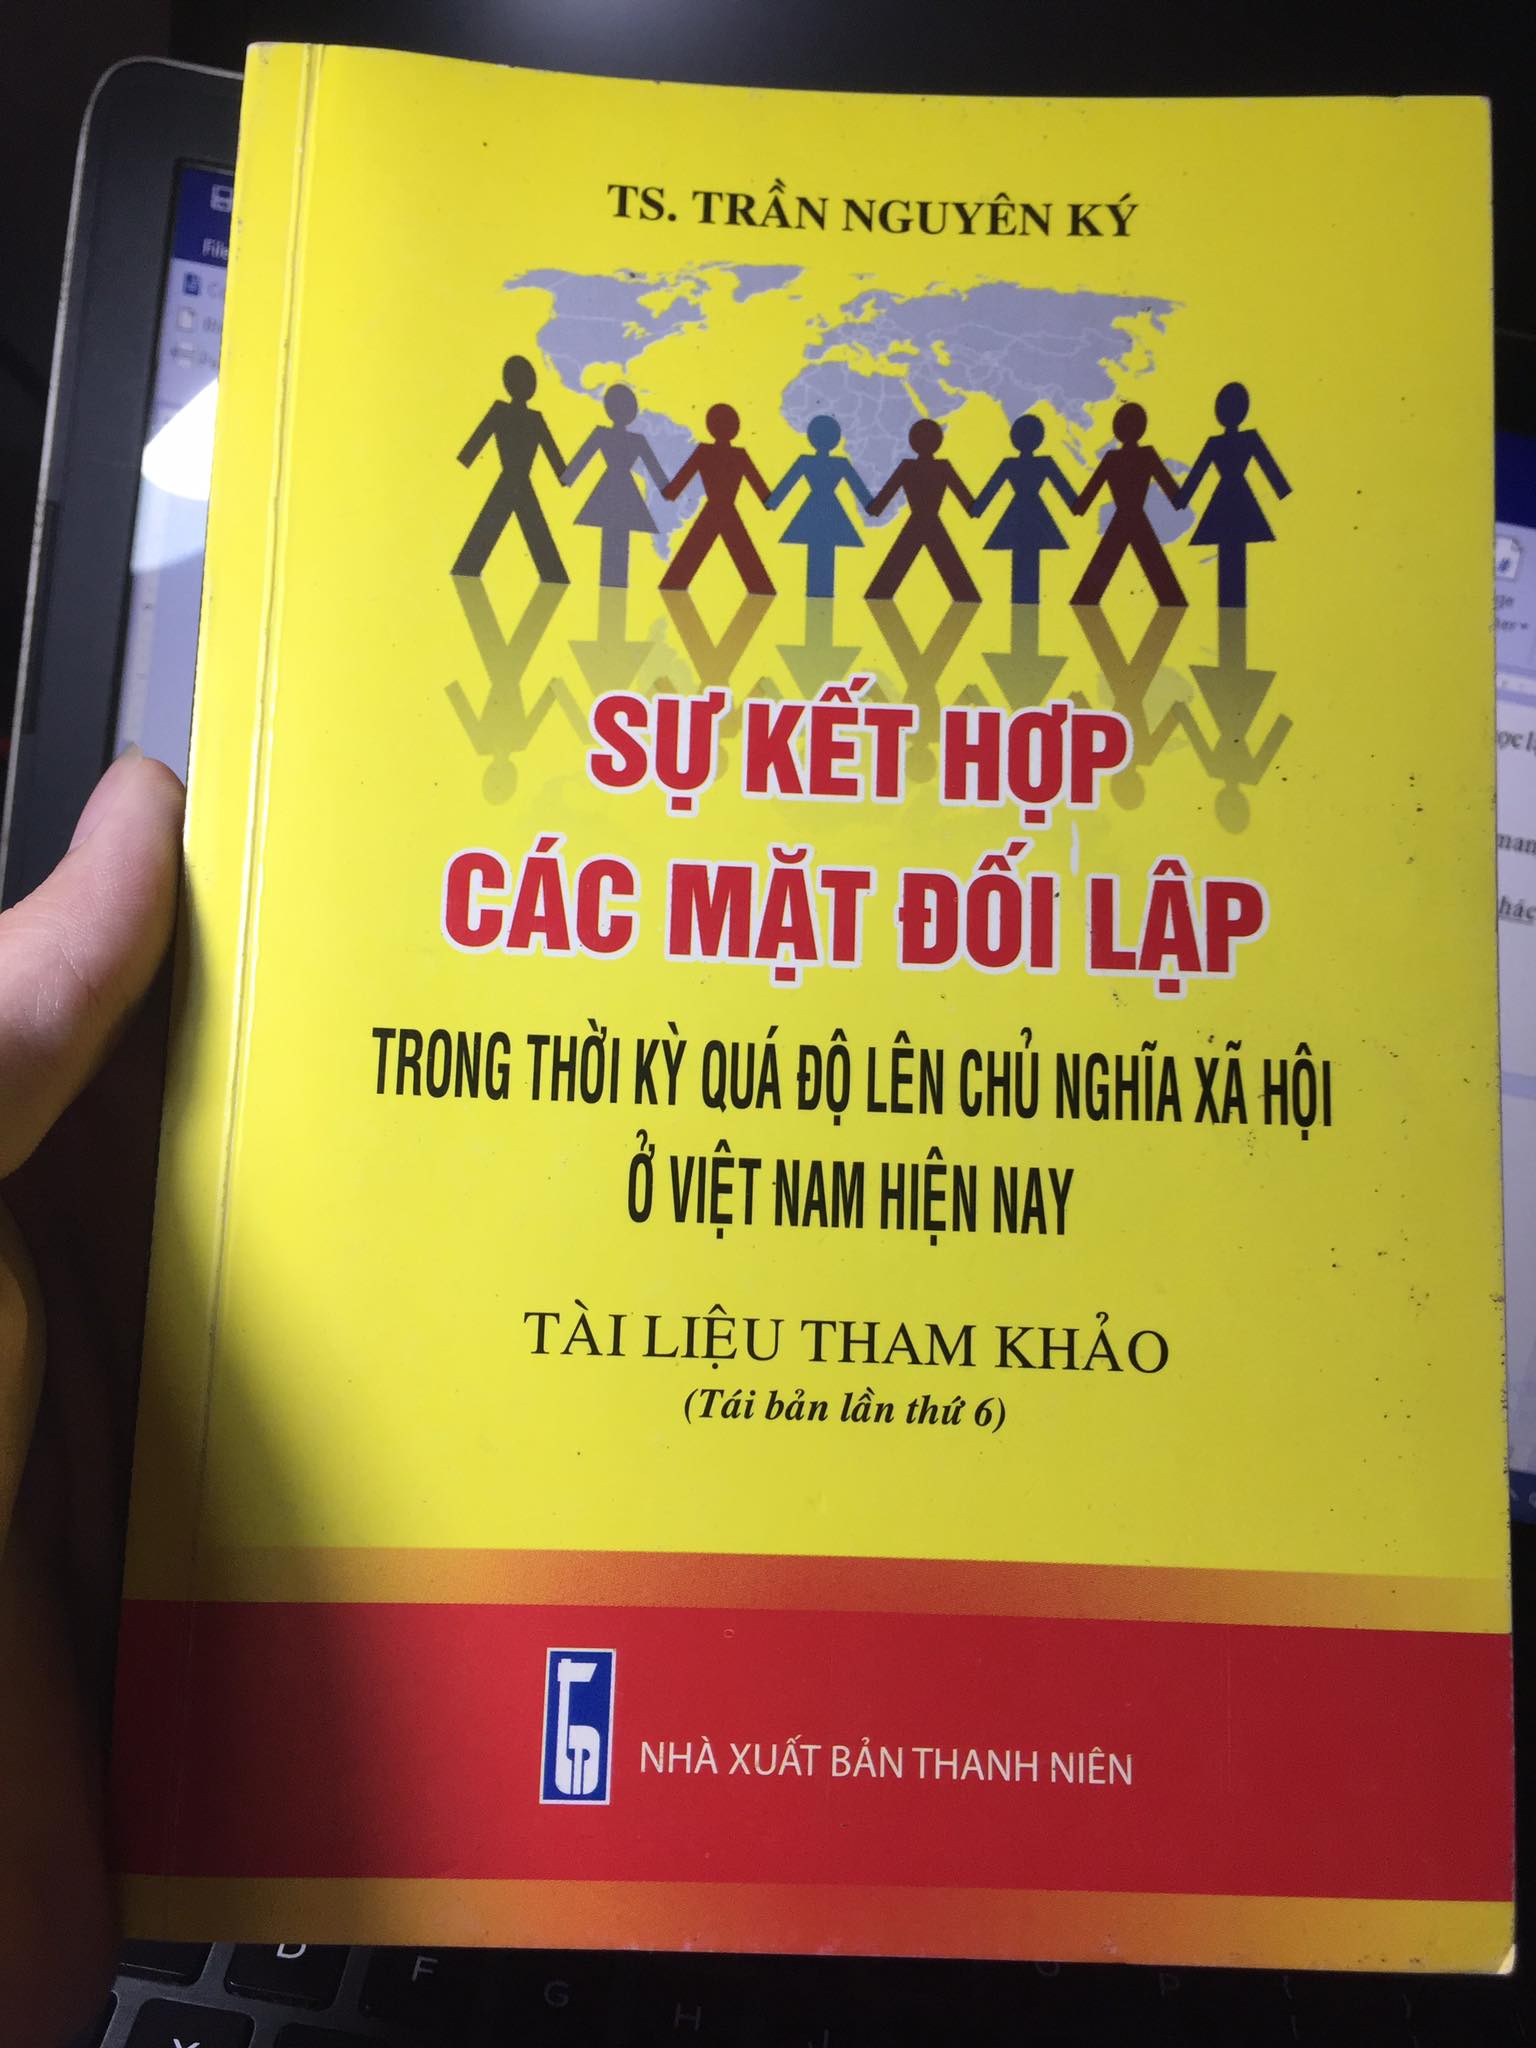 TS. TRẦN NGUYÊN KÝ
SỰ KẾT HỢP
CÁC MẶT ĐỐI LẬP
TRONG THỜI KỲ QUÁ ĐỘ LÊN CHỦ NGHĨA XÃ HỘI
Ở VIỆT NAM HIỆN NAY
TÀI LIỆU THAM KHẢO
(Tái bản lần thứ 6)
NHÀ XUẤT BẢN THANH NIÊN
File
D
F
G
H
J
P
X